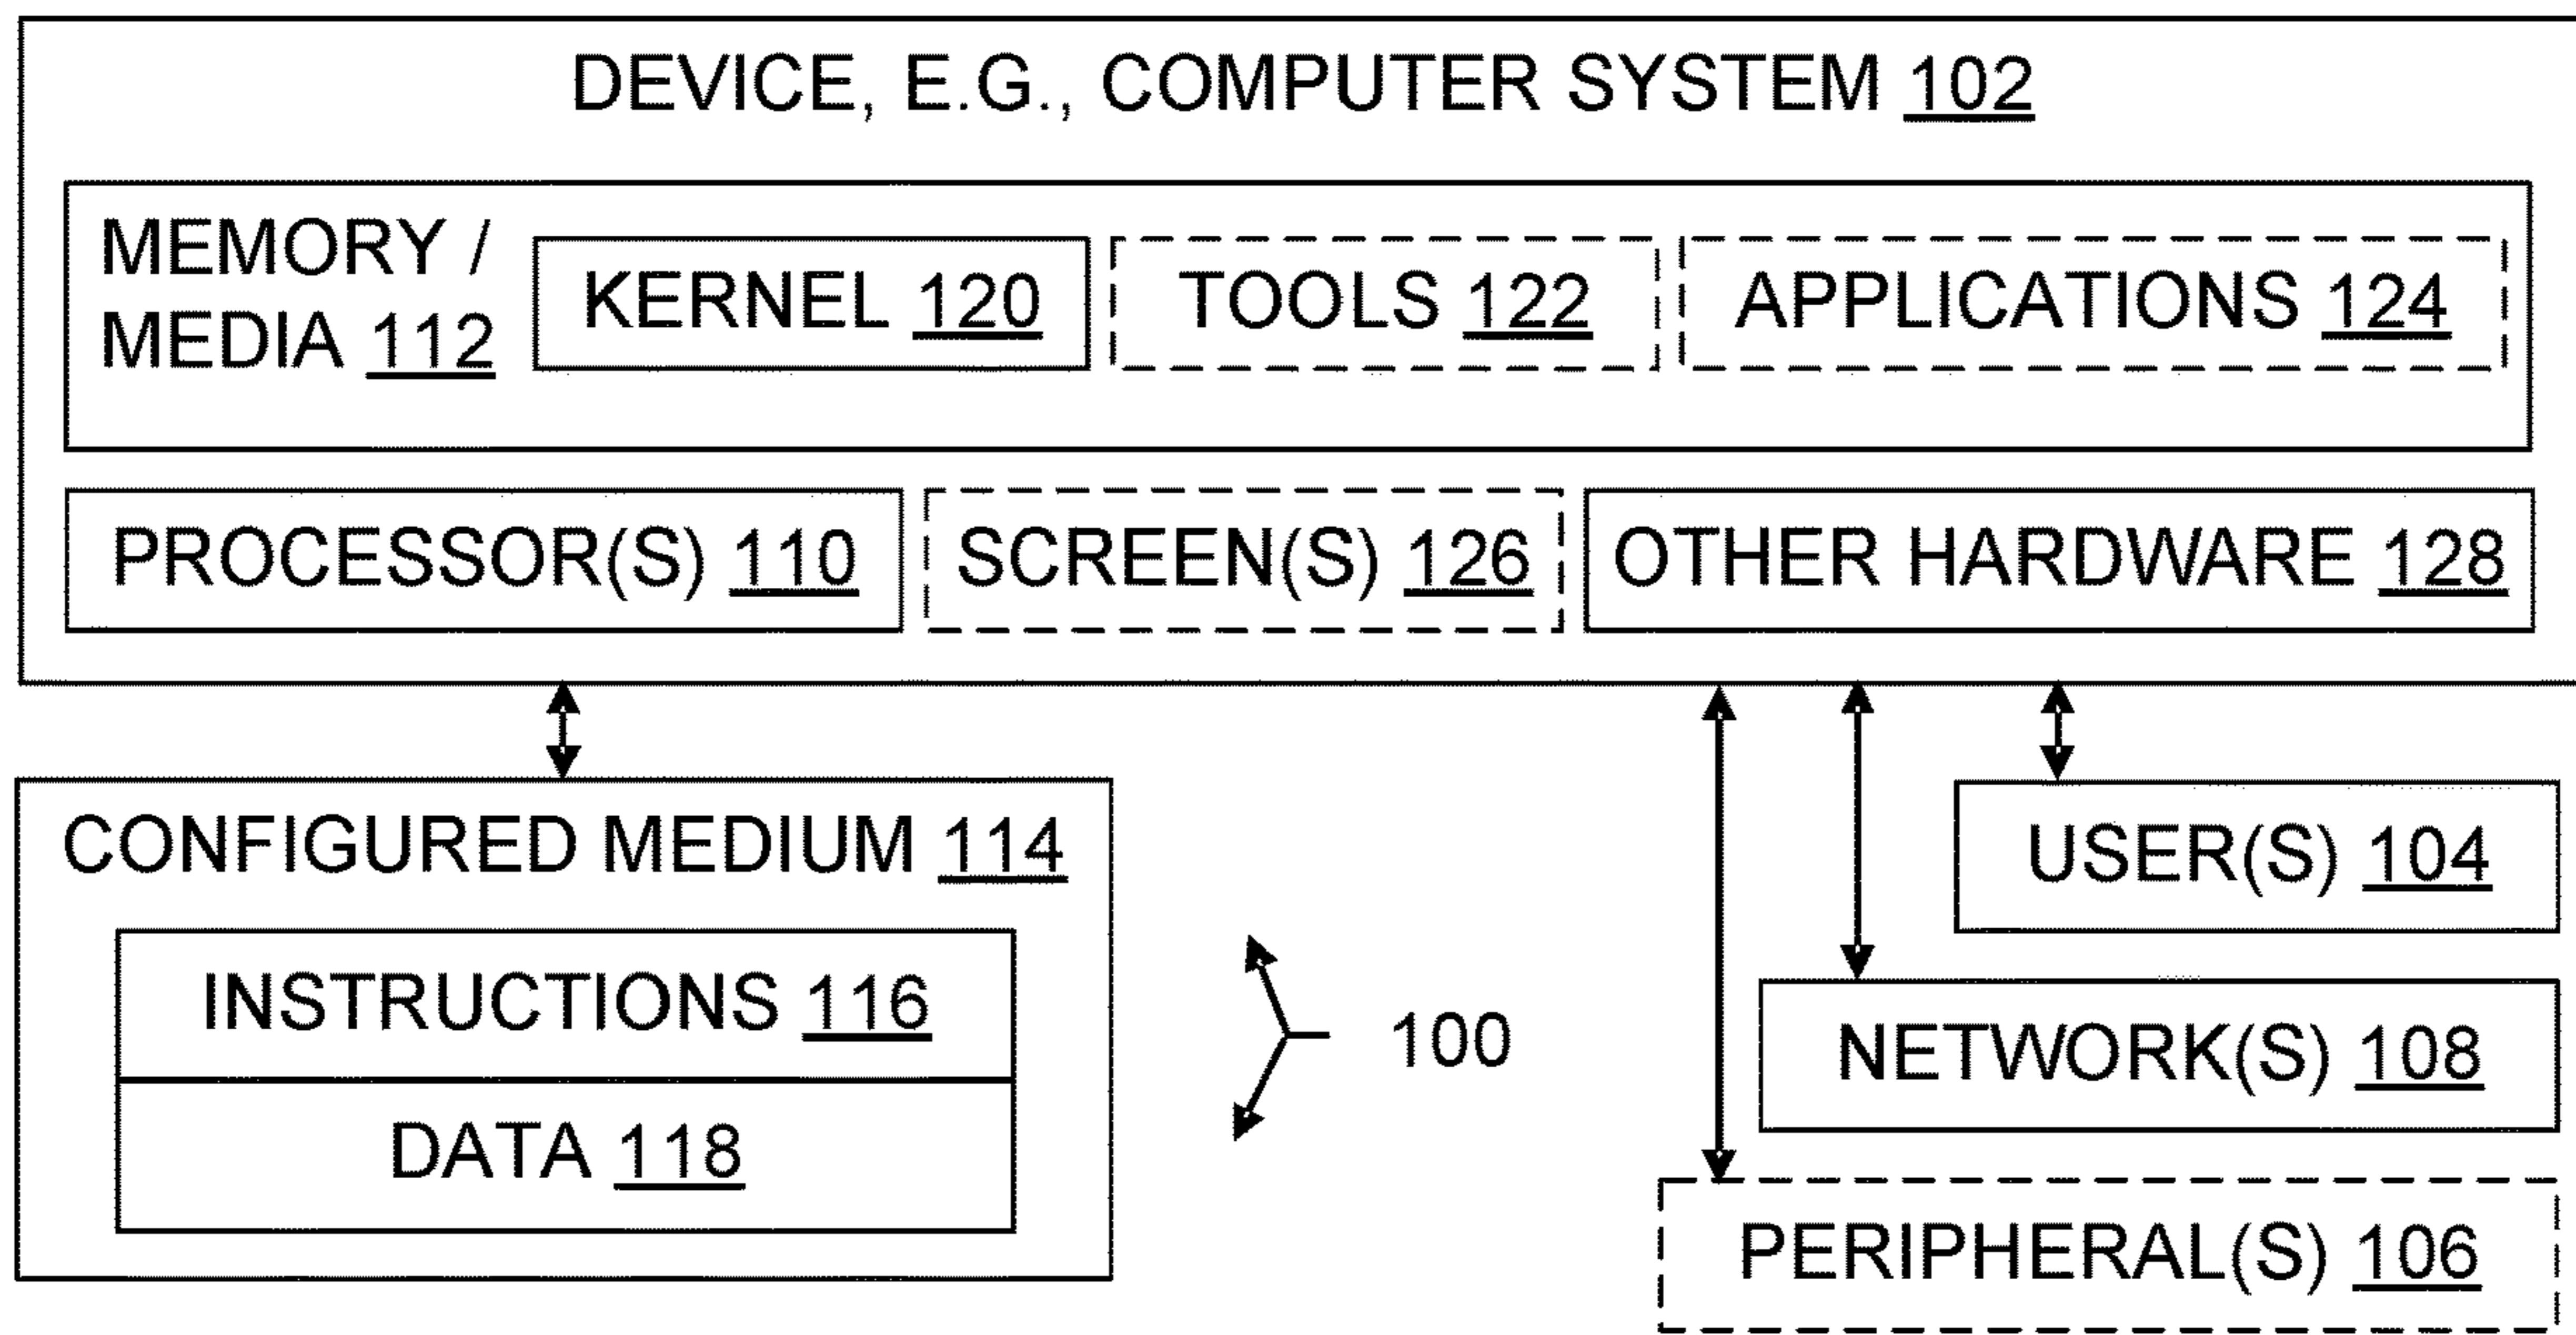 DEVICE, E.G., COMPUTER SYSTEM 102
MEMORY /
MEDIA 112
KERNEL 120
TOOLS 122
APPLICATIONS 124
PROCESSOR(S) 110
SCREEN(S) 126
OTHER HARDWARE 128
CONFIGURED MEDIUM 114
INSTRUCTIONS 116
DATA 118
100
USER(S) 104
NETWORK(S) 108
PERIPHERAL(S) 106